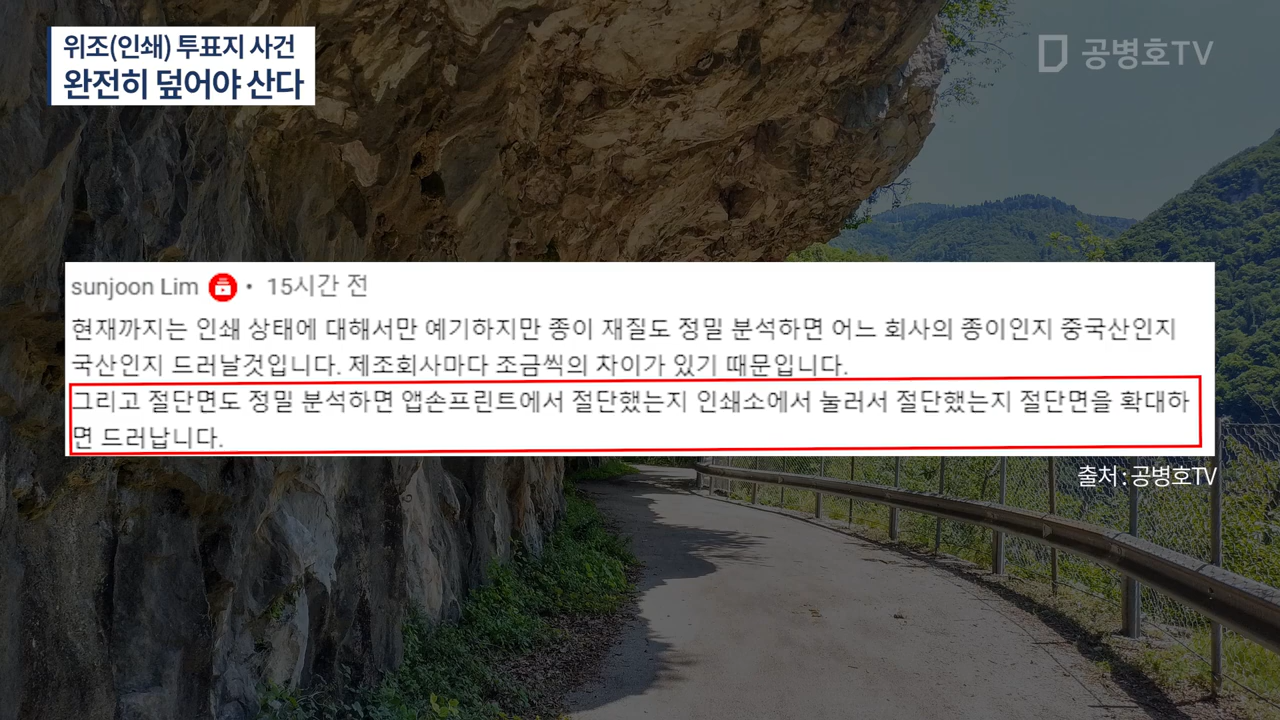 위조(인쇄) 투표지 사건
완전히 덮어야 산다
공병호TV
sunjoon Lim • 15시간 전
현재까지는 인쇄 상태에 대해서만 예기하지만 종이 재질도 정밀 분석하면 어느 회사의 종이인지 중국산인지
국산인지 드러날것입니다. 제조회사마다 조금씩의 차이가 있기 때문입니다.
그리고 절단면도 정밀 분석하면 앱손프린트에서 절단했는지 인쇄소에서 눌러서 절단했는지 절단면을 확대하
면 드러납니다.
출처 : 공병호TV